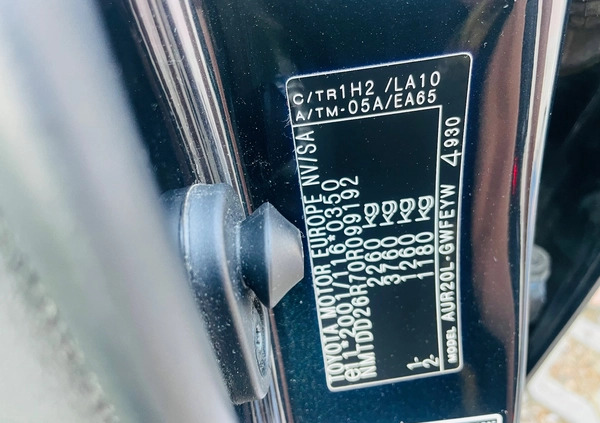 C/TR1H2 /LA10
A/TM-05A/EA65
TOYOTA MOTOR EUROPE NV/SA
e11*2001/116*0350
NMTDD26R70R099192
2260 kg
3760 kg
1- 1260 kg
2- 1180 kg
MODEL AUR20L-GWFEYW 4930